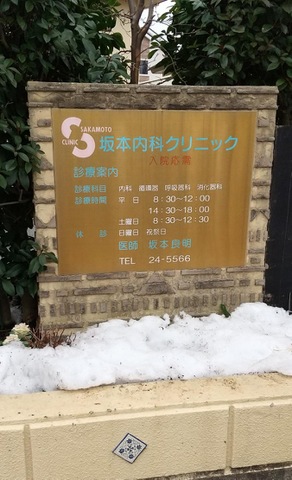 SAKAMOTO
CLINIC
坂本内科クリニック
入院応需
診療案内
診療科目 内科 循環器 呼吸器科 消化器科
診療時間 平 日 8：30～12：00
14：30～18：00
土曜日 8：30～12：30
休 診 日曜日 祝祭日
医師 坂本良明
TEL 24-5566